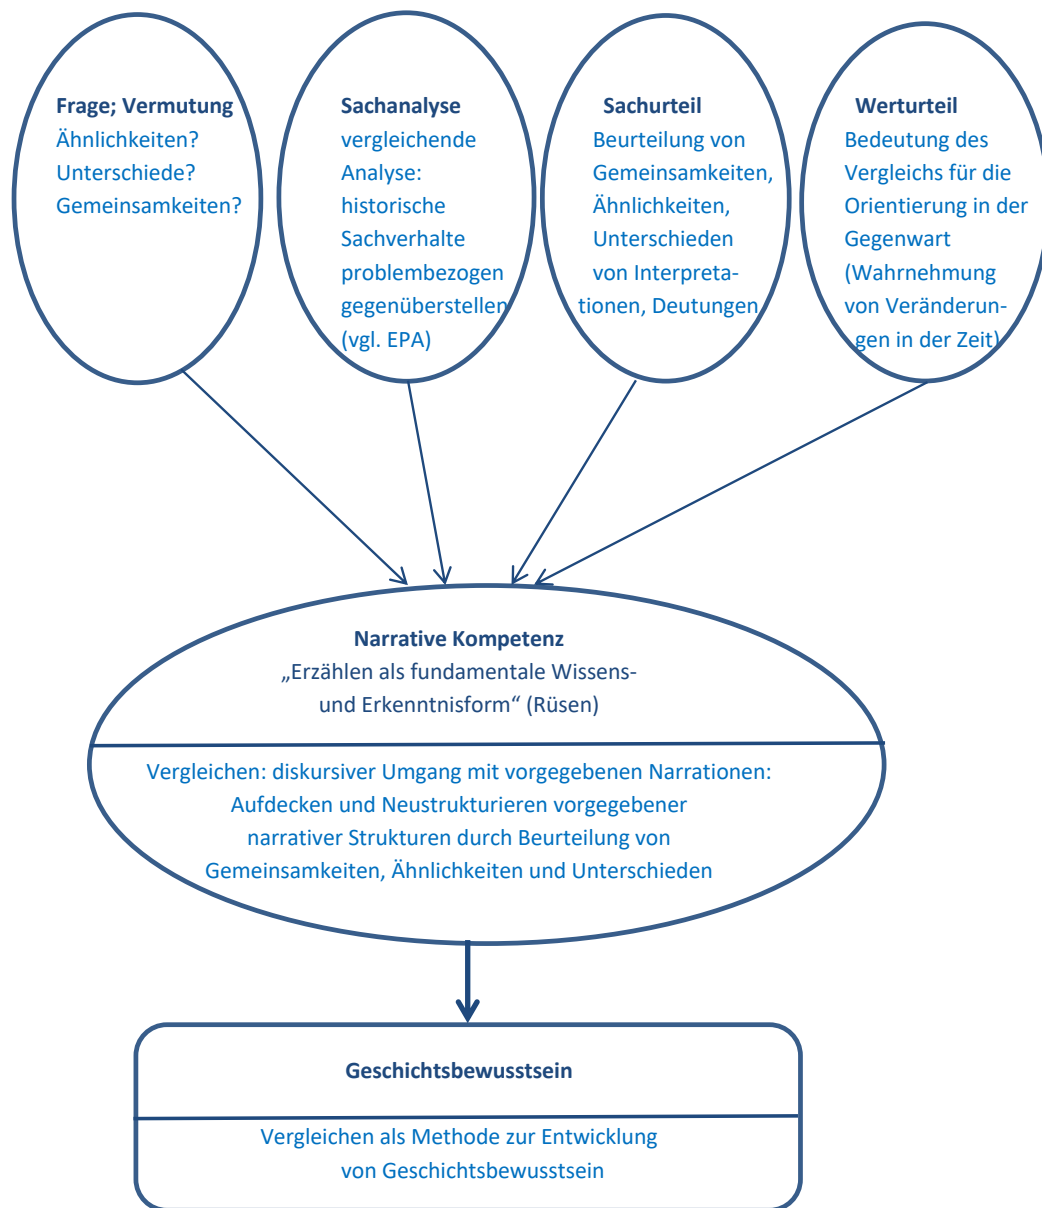 Frage; Vermutung
Ähnlichkeiten?
Unterschiede?
Gemeinsamkeiten?
Sachanalyse
vergleichende
Analyse:
historische
Sachverhalte
problembezogen
gegenüberstellen
(vgl. EPA)
Sachurteil
Beurteilung von
Gemeinsamkeiten,
Ähnlichkeiten,
Unterschieden
von Interpreta-
tionen, Deutungen
Werturteil
Bedeutung des
Vergleichs für die
Orientierung in der
Gegenwart
(Wahrnehmung
von Veränderun-
gen in der Zeit)
Narrative Kompetenz
„Erzählen als fundamentale Wissens-
und Erkenntnisform“ (Rüsen)
Vergleichen: diskursiver Umgang mit vorgegebenen Narrationen:
Aufdecken und Neustrukturieren vorgegebener
narrativer Strukturen durch Beurteilung von
Gemeinsamkeiten, Ähnlichkeiten und Unterschieden
Geschichtsbewusstsein
Vergleichen als Methode zur Entwicklung
von Geschichtsbewusstsein